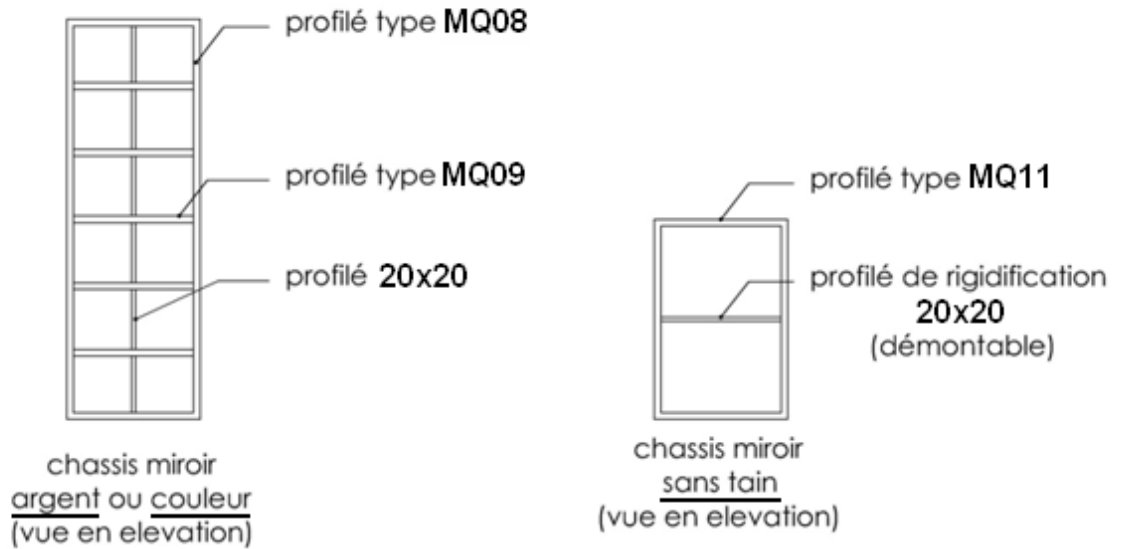 profilé type MQ08
profilé type MQ09
profilé 20x20
chassis miroir
argent ou couleur
(vue en elevation)
profilé type MQ11
profilé de rigidification
20x20
(démontable)
chassis miroir
sans tain
(vue en elevation)